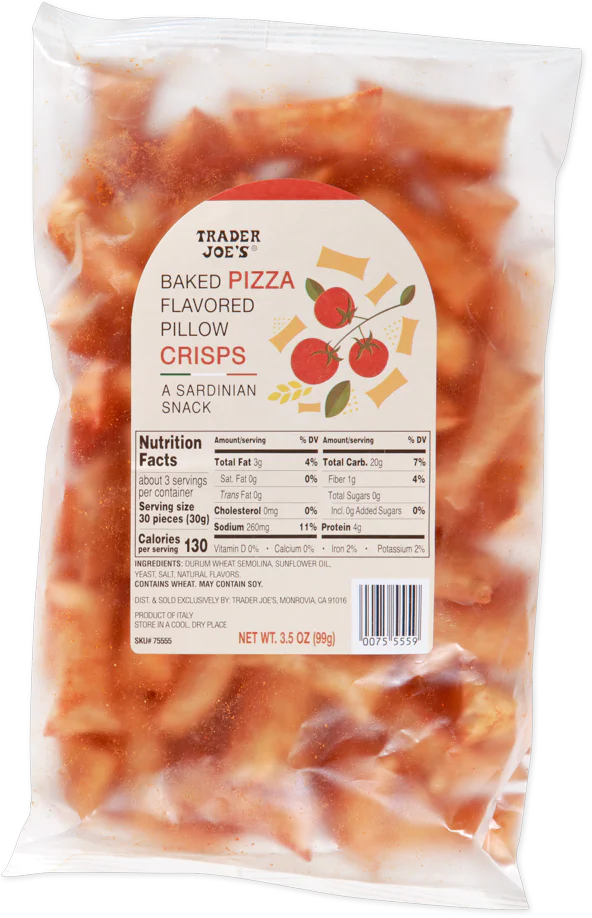 TRADER
JOE'S®
BAKED PIZZA
FLAVORED
PILLOW
CRISPS
A SARDINIAN
SNACK
Nutrition
Facts
about 3 servings
per container
Serving size
30 pieces (30g)
Calories
per serving 130
Amount/serving % DV Amount/serving % DV
Total Fat 3g 4% Total Carb. 20g 7%
Sat. Fat 0g 0% Fiber 1g 4%
Trans Fat 0g Total Sugars 0g
Cholesterol 0mg 0% Incl. 0g Added Sugars 0%
Sodium 260mg 11% Protein 4g
Vitamin D 0% • Calcium 0% • Iron 2% • Potassium 2%
INGREDIENTS: DURUM WHEAT SEMOLINA, SUNFLOWER OIL,
YEAST, SALT, NATURAL FLAVORS.
CONTAINS WHEAT. MAY CONTAIN SOY.
DIST. & SOLD EXCLUSIVELY BY: TRADER JOE'S, MONROVIA, CA 91016
PRODUCT OF ITALY
STORE IN A COOL, DRY PLACE
SKU# 75555
NET WT. 3.5 OZ (99g)
0075 5559